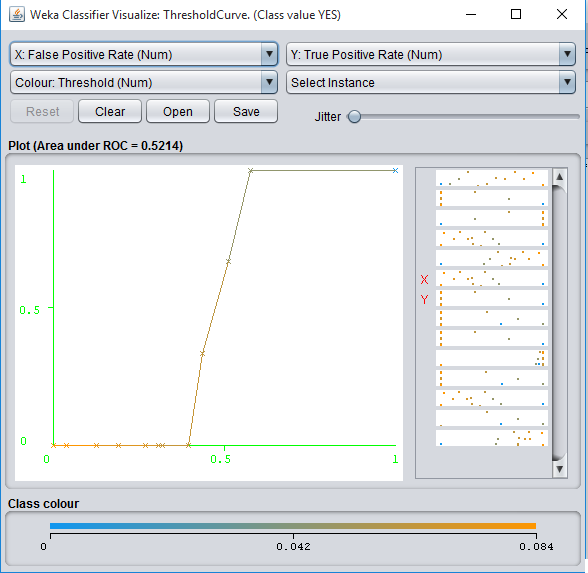 Weka Classifier Visualize: ThresholdCurve. (Class value YES)
X: False Positive Rate (Num) Y: True Positive Rate (Num)
Colour: Threshold (Num) Select Instance
Reset Clear Open Save Jitter
Plot (Area under ROC = 0.5214)
1
0.5
0
0 0.5 1
X
Y
Class colour
0 0.042 0.084